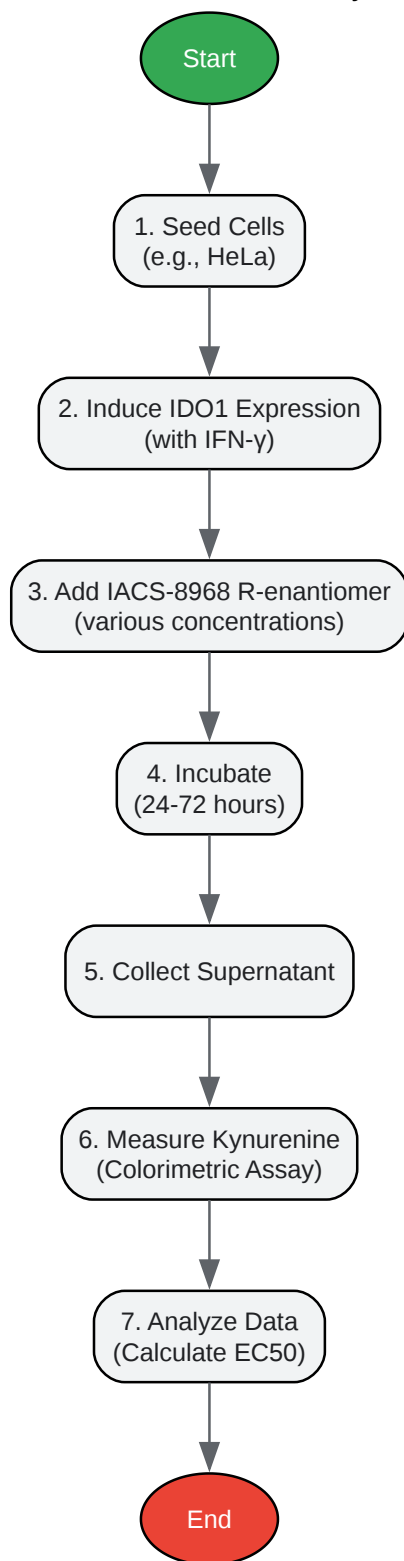 Start
1. Seed Cells
(e.g., HeLa)
2. Induce IDO1 Expression
(with IFN-γ)
3. Add IACS-8968 R-enantiomer
(various concentrations)
4. Incubate
(24-72 hours)
5. Collect Supernatant
6. Measure Kynurenine
(Colorimetric Assay)
7. Analyze Data
(Calculate EC50)
End